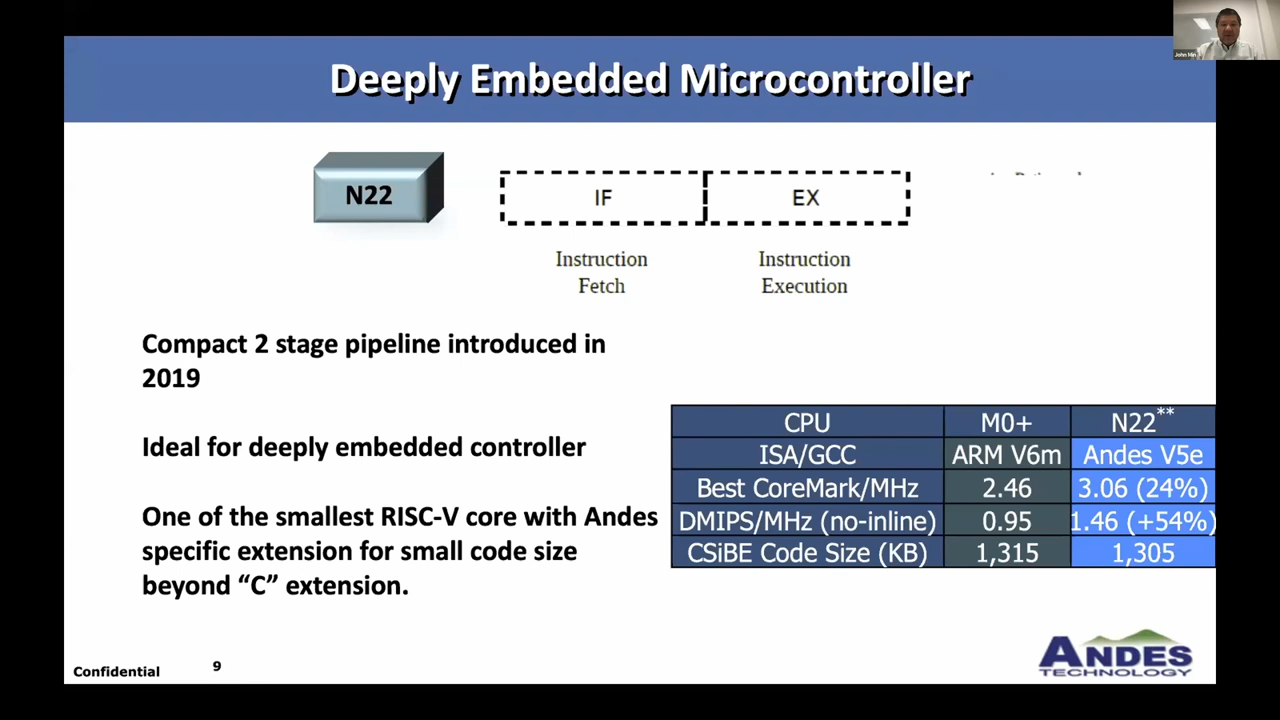 Deeply Embedded Microcontroller
N22
IF
EX
Instruction
Fetch
Instruction
Execution
Compact 2 stage pipeline introduced in
2019
Ideal for deeply embedded controller
One of the smallest RISC-V core with Andes
specific extension for small code size
beyond “C” extension.
CPU M0+ N22**
ISA/GCC ARM V6m Andes V5e
Best CoreMark/MHz 2.46 3.06 (24%)
DMIPS/MHz (no-inline) 0.95 1.46 (+54%)
CSiBE Code Size (KB) 1,315 1,305
Confidential
9
ANDES
TECHNOLOGY